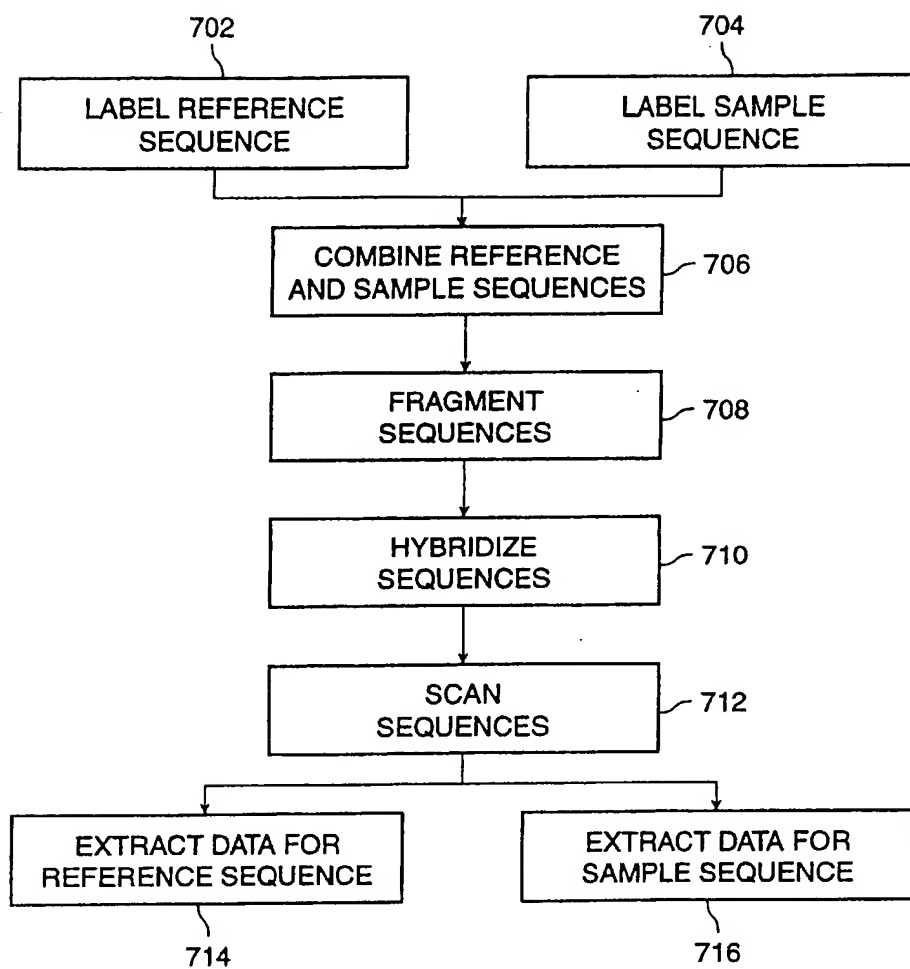 702
704
LABEL REFERENCE
SEQUENCE
LABEL SAMPLE
SEQUENCE
COMBINE REFERENCE
AND SAMPLE SEQUENCES
706
FRAGMENT
SEQUENCES
708
HYBRIDIZE
SEQUENCES
710
SCAN
SEQUENCES
712
EXTRACT DATA FOR
REFERENCE SEQUENCE
EXTRACT DATA FOR
SAMPLE SEQUENCE
714
716